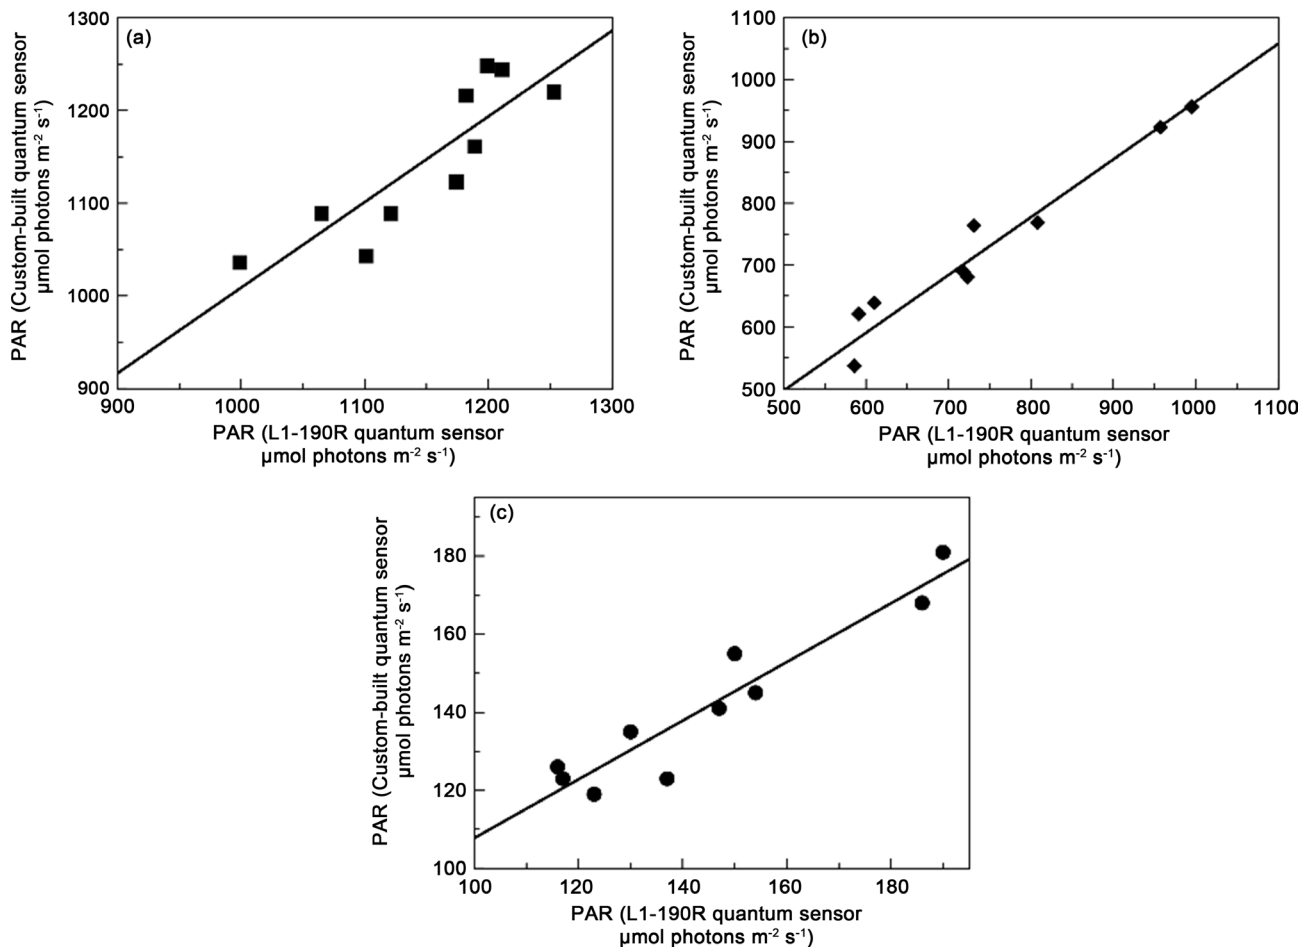 (a)
1300
1200
1100
1000
900
900 1000 1100 1200 1300
PAR (Custom-built quantum sensor
µmol photons m-2 s-1)
PAR (L1-190R quantum sensor
µmol photons m-2 s-1)
(b)
1100
1000
900
800
700
600
500
500 600 700 800 900 1000 1100
PAR (Custom-built quantum sensor
µmol photons m-2 s-1)
PAR (L1-190R quantum sensor
µmol photons m-2 s-1)
(c)
180
160
140
120
100
100 120 140 160 180
PAR (Custom-built quantum sensor
µmol photons m-2 s-1)
PAR (L1-190R quantum sensor
µmol photons m-2 s-1)